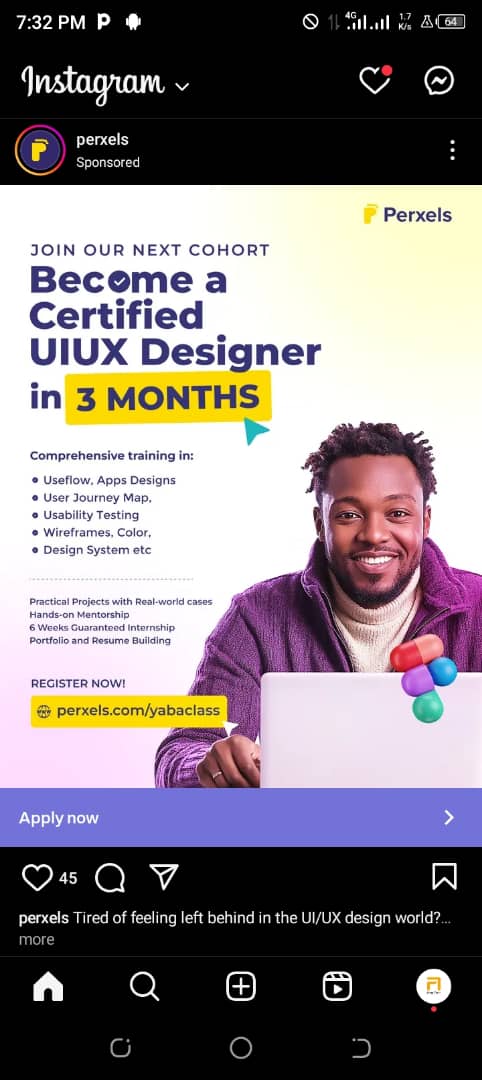 7:32 PM P
4G 1.7 K/s 64
Instagram
perxels
Sponsored
Perxels
JOIN OUR NEXT COHORT
Become a
Certified
UIUX Designer
in 3 MONTHS
Comprehensive training in:
Useflow, Apps Designs
User Journey Map,
Usability Testing
Wireframes, Color,
Design System etc
Practical Projects with Real-world cases
Hands-on Mentorship
6 Weeks Guaranteed Internship
Portfolio and Resume Building
REGISTER NOW!
perxels.com/yabaclass
Apply now
45
perxels Tired of feeling left behind in the UI/UX design world?...
more